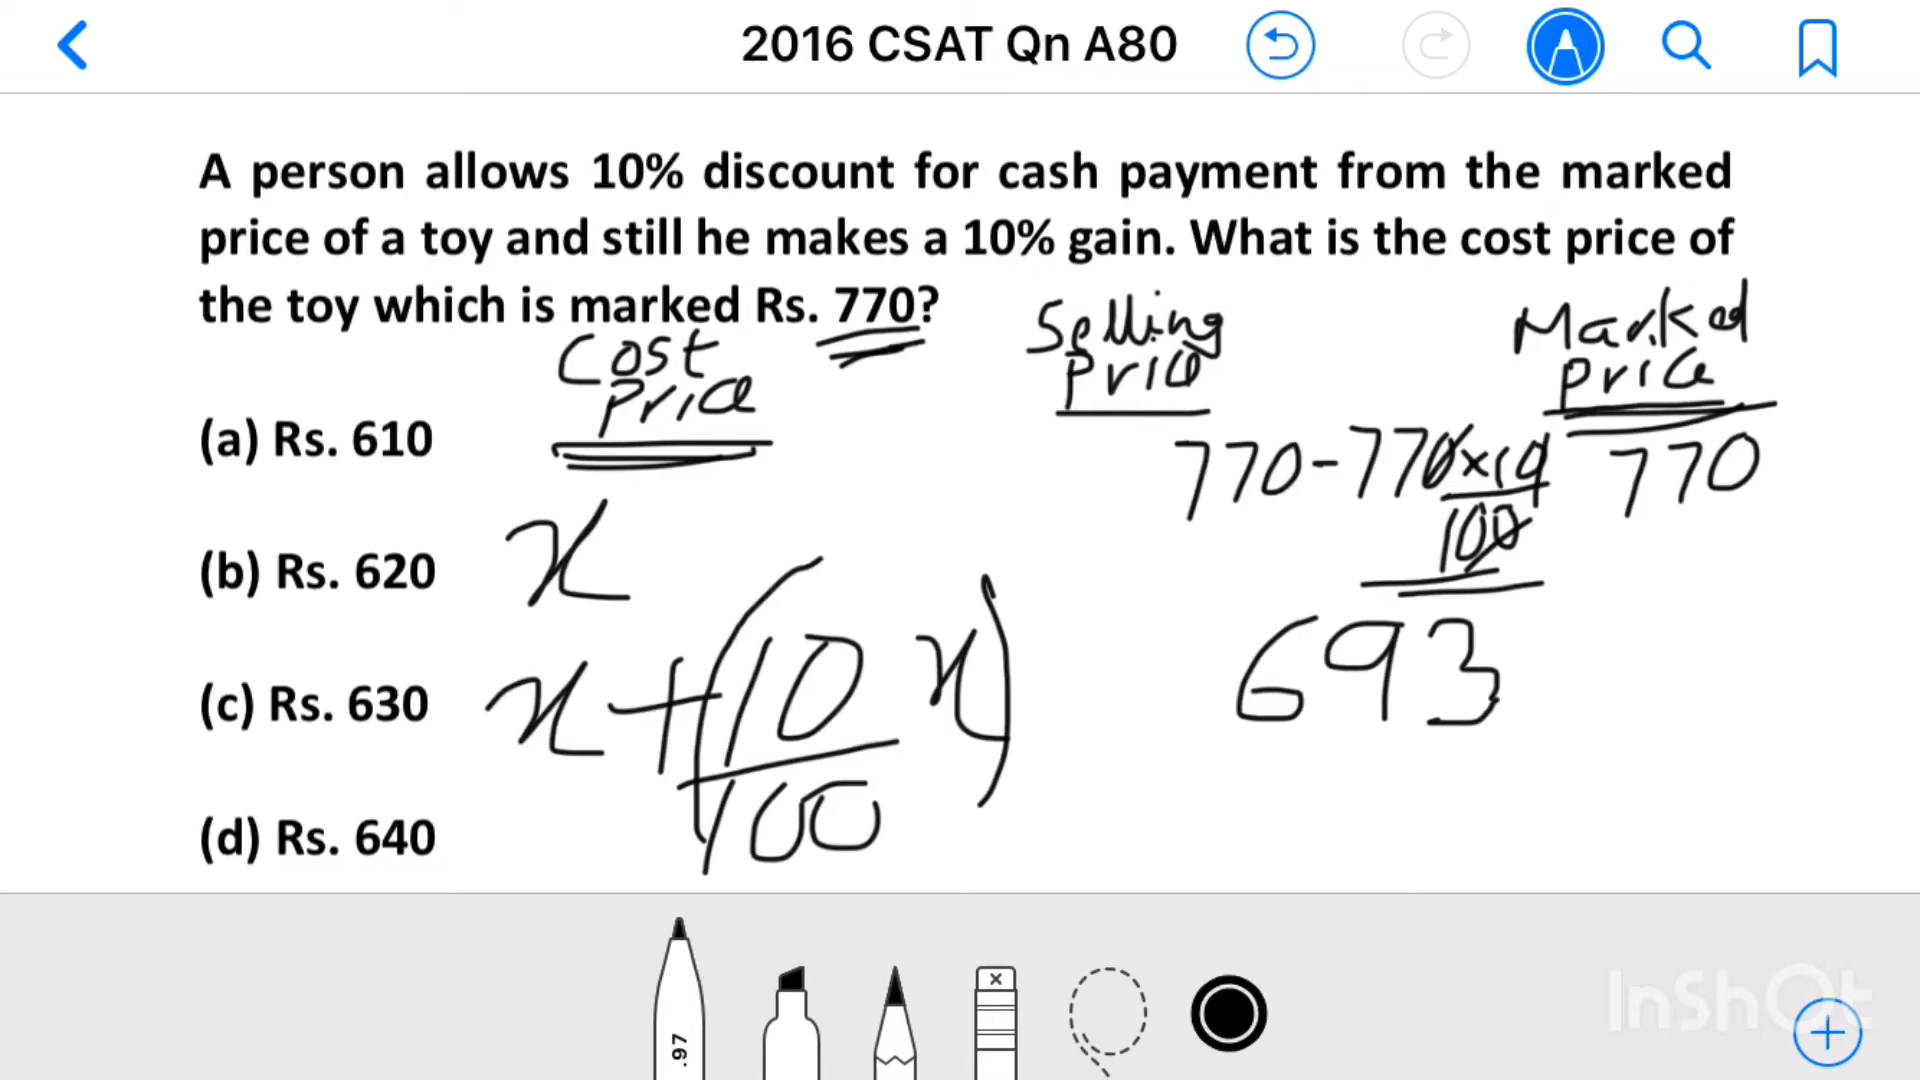 2016 CSAT Qn A80
A person allows 10% discount for cash payment from the marked
price of a toy and still he makes a 10% gain. What is the cost price of
the toy which is marked Rs. 770?
Cost
Price
Selling
Price
Marked
Price
(a) Rs. 610
770-770×10
100
770
(b) Rs. 620
x
693
(c) Rs. 630
x+(10 x)
100
(d) Rs. 640
.97
InShOt